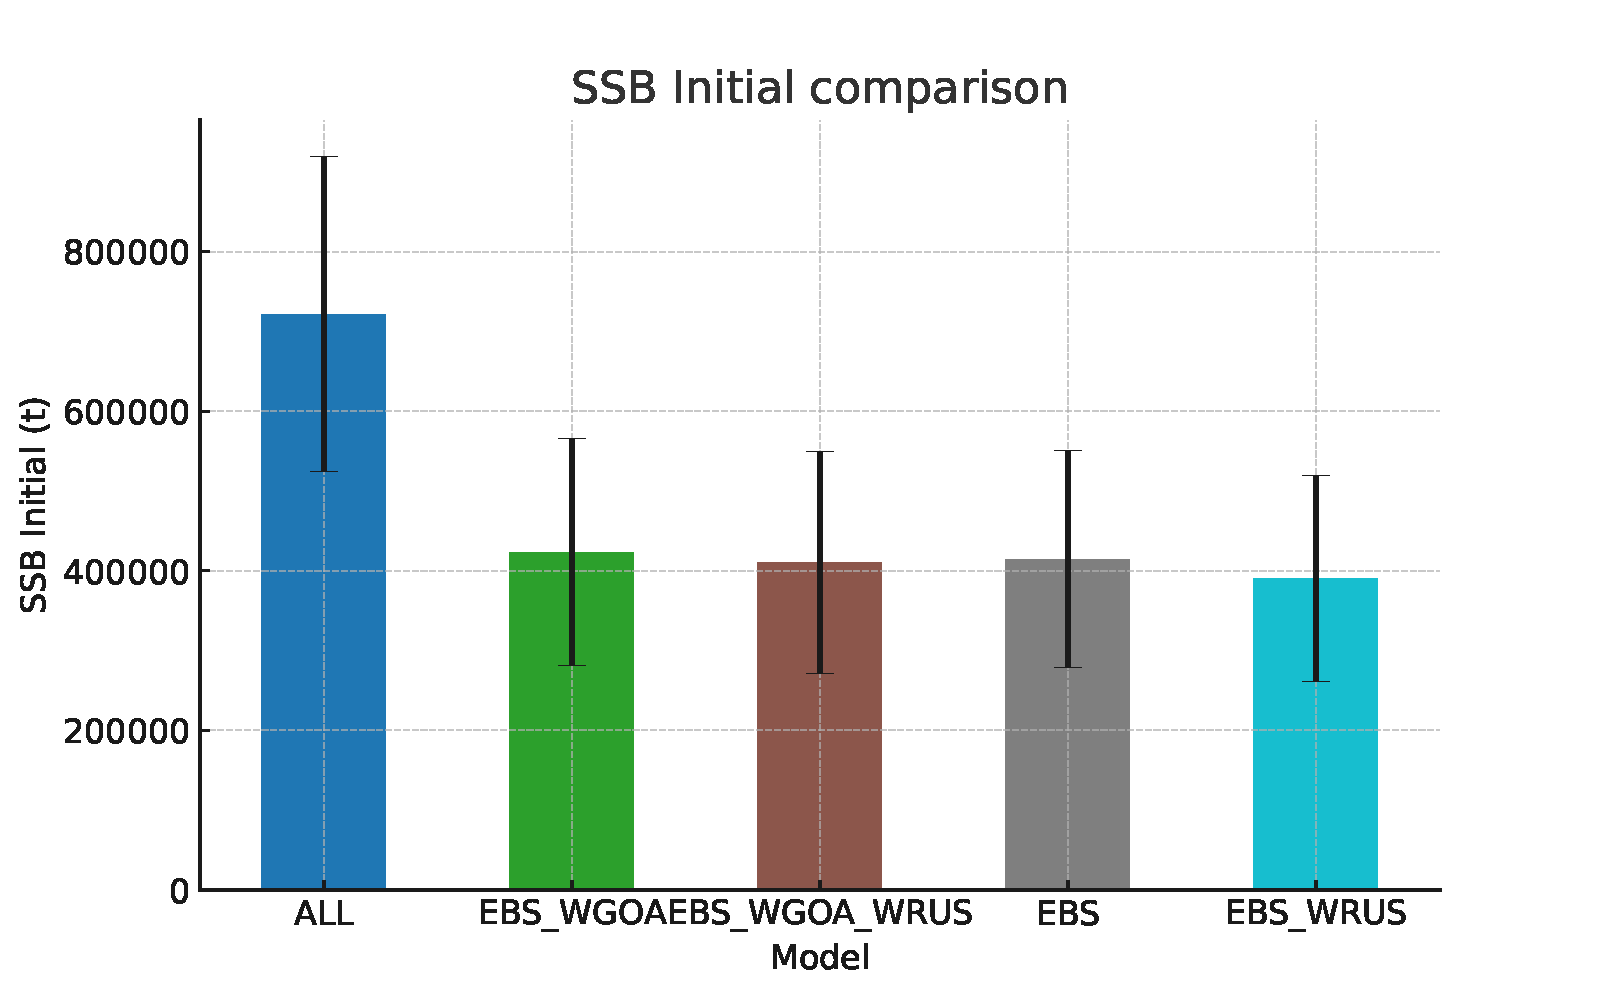 SSB Initial comparison
SSB Initial (t)
800000
600000
400000
200000
0
ALL EBS_WGOA EBS_WGOA_WRUS EBS EBS_WRUS
Model